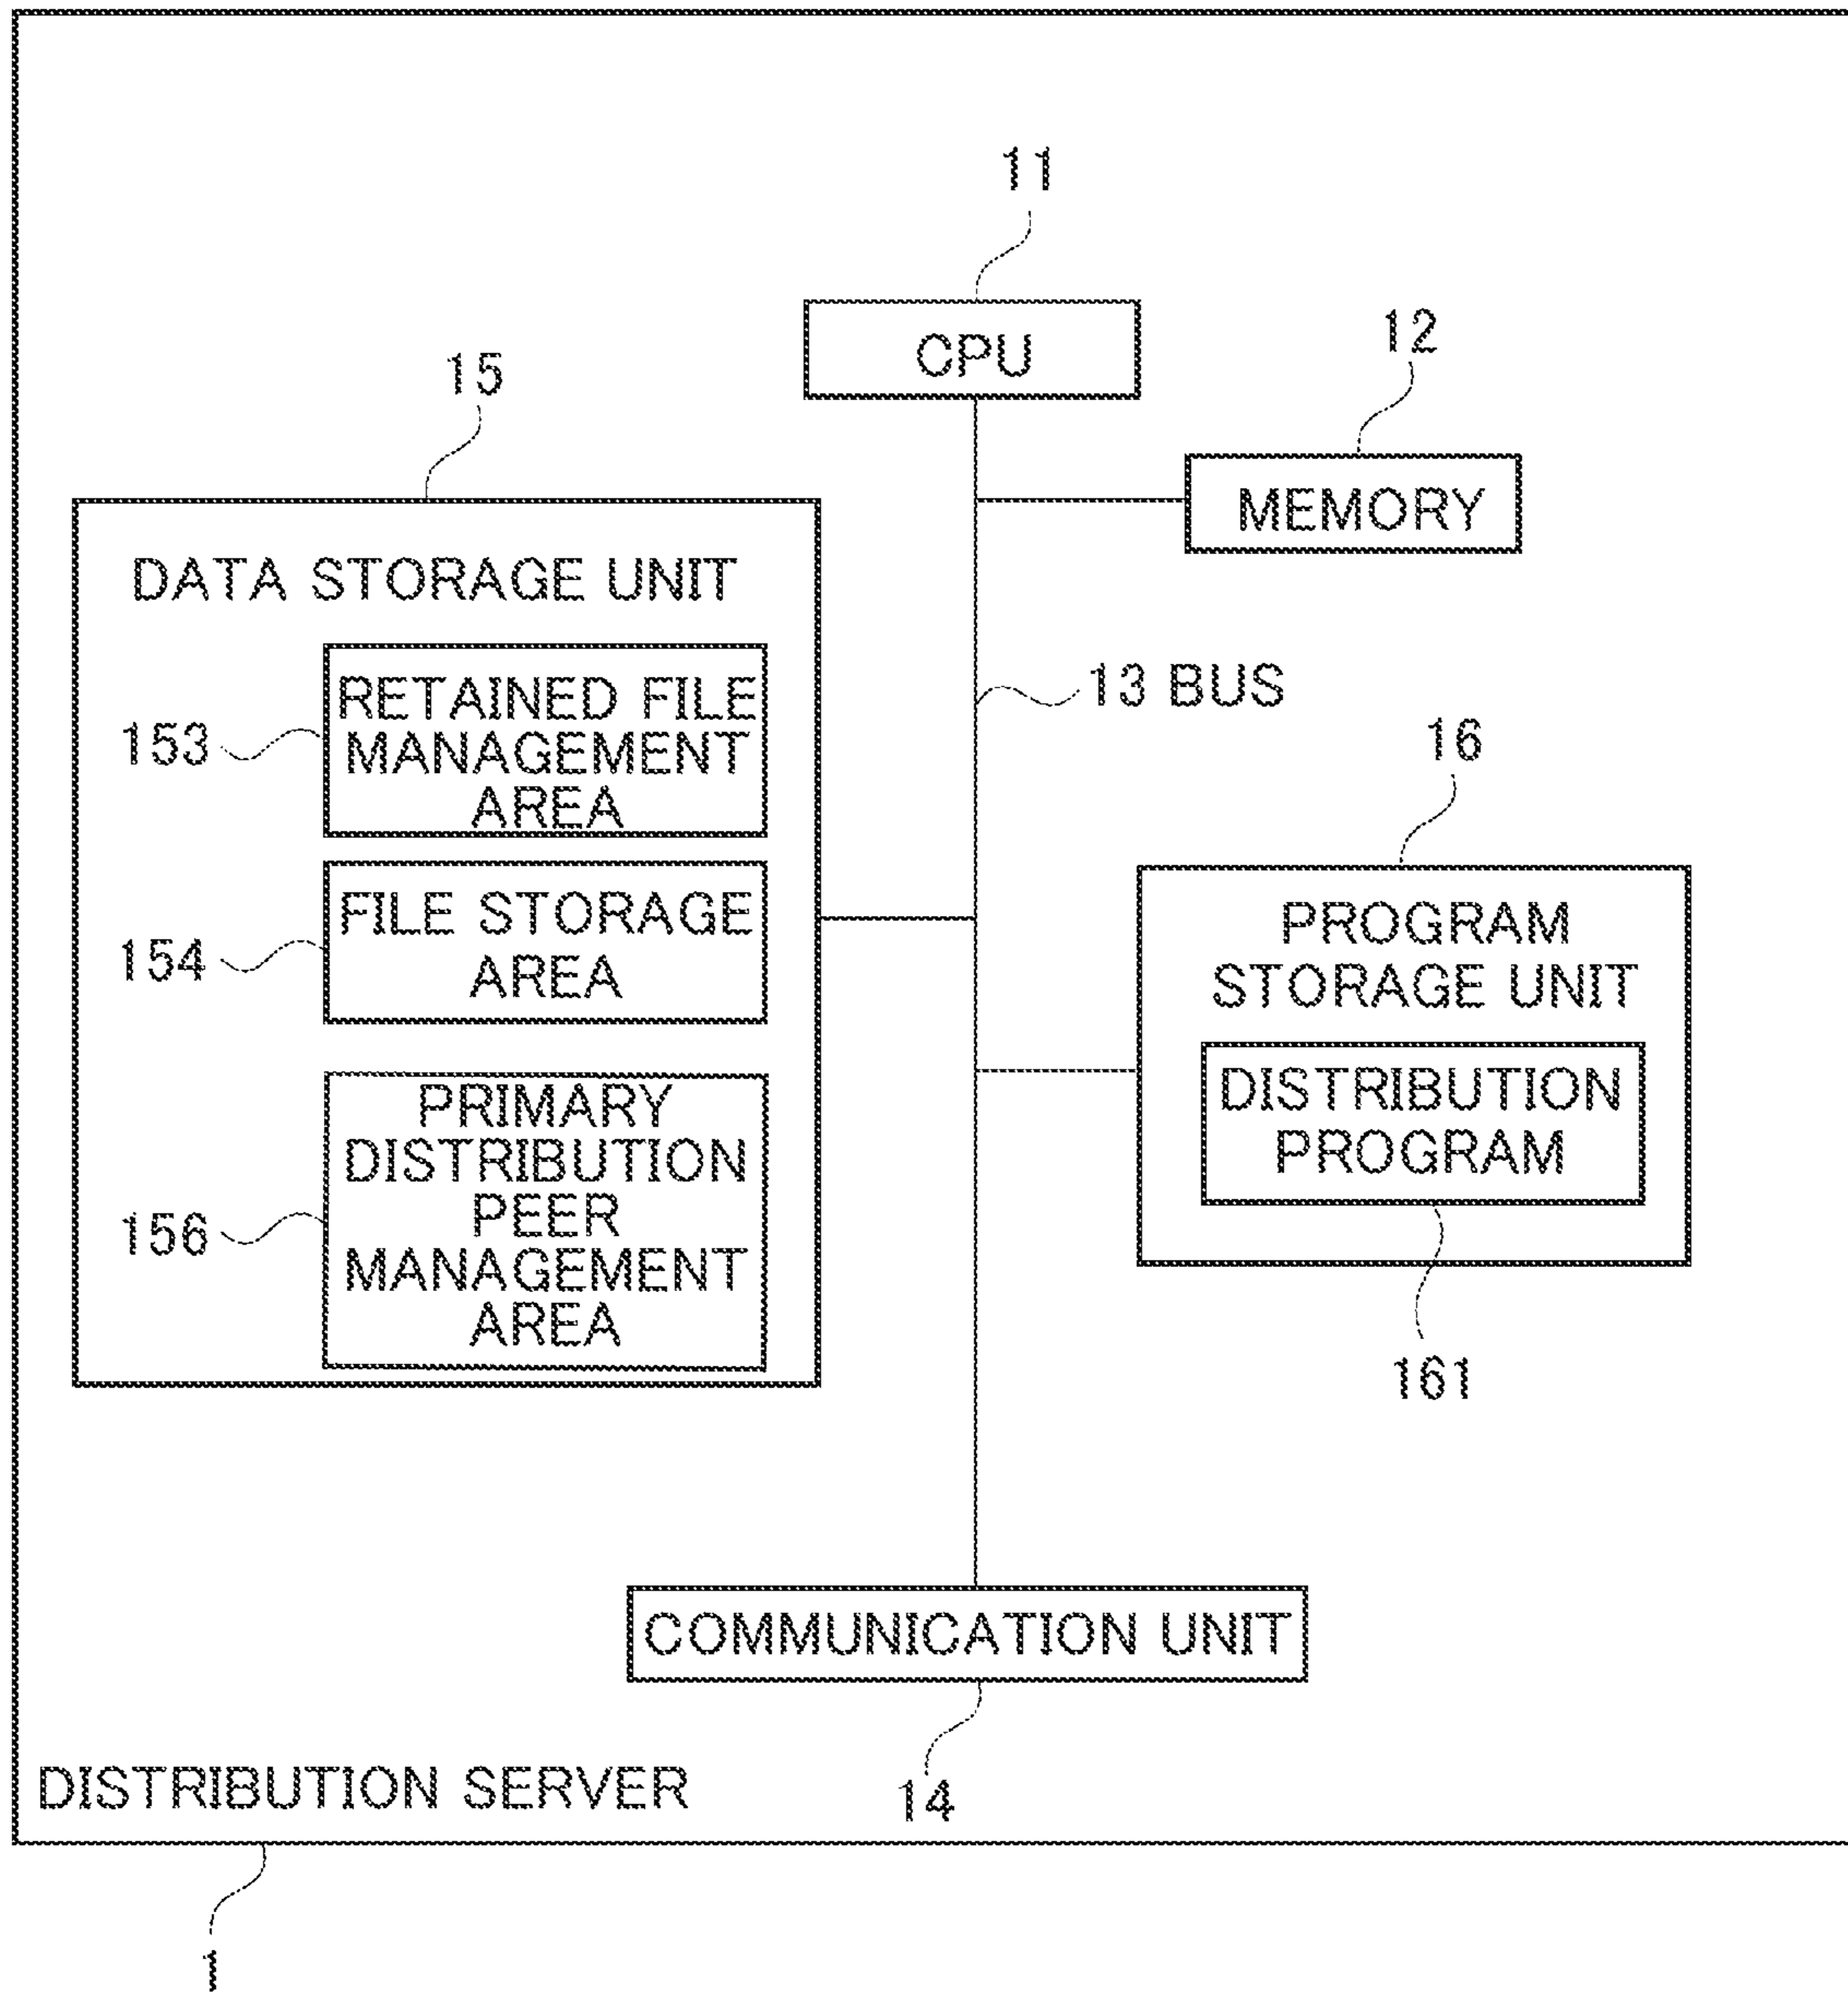 11
CPU
12
MEMORY
15
DATA STORAGE UNIT
RETAINED FILE
MANAGEMENT
AREA
153
FILE STORAGE
AREA
154
PRIMARY
DISTRIBUTION
PEER
MANAGEMENT
AREA
156
13 BUS
16
PROGRAM
STORAGE UNIT
DISTRIBUTION
PROGRAM
161
COMMUNICATION UNIT
14
DISTRIBUTION SERVER
1